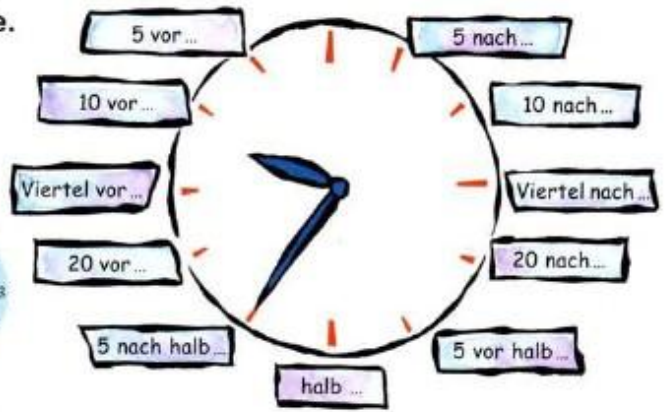 e.
5 vor ...
5 nach ...
10 vor ...
10 nach ...
Viertel vor ...
Viertel nach ...
20 vor ...
20 nach ...
5 nach halb ...
5 vor halb ...
halb ...